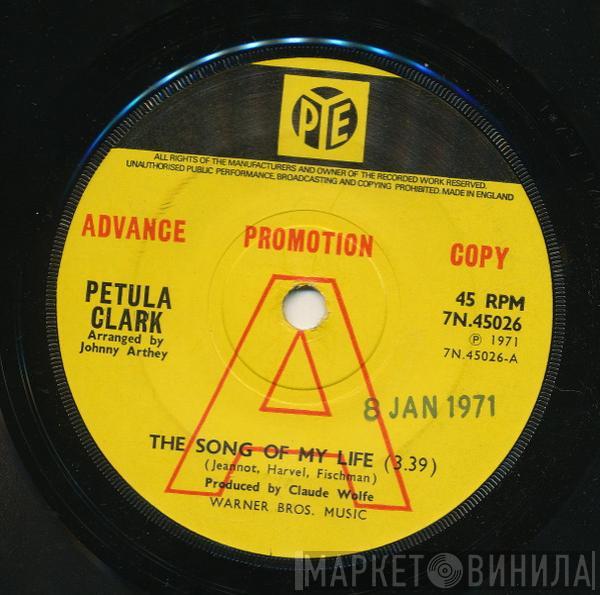 PYE
ALL RIGHTS OF THE MANUFACTURERS AND OWNER OF THE RECORDED WORK RESERVED.
UNAUTHORISED PUBLIC PERFORMANCE, BROADCASTING AND COPYING PROHIBITED. MADE IN ENGLAND
ADVANCE PROMOTION COPY
PETULA
CLARK
Arranged by
Johnny Arthey
45 RPM
7N.45026
Ⓟ 1971
7N.45026-A
A
8 JAN 1971
THE SONG OF MY LIFE (3.39)
(Jeannot, Harvel, Fischman)
Produced by Claude Wolfe
WARNER BROS. MUSIC
МАРКЕТ ВИНИЛА